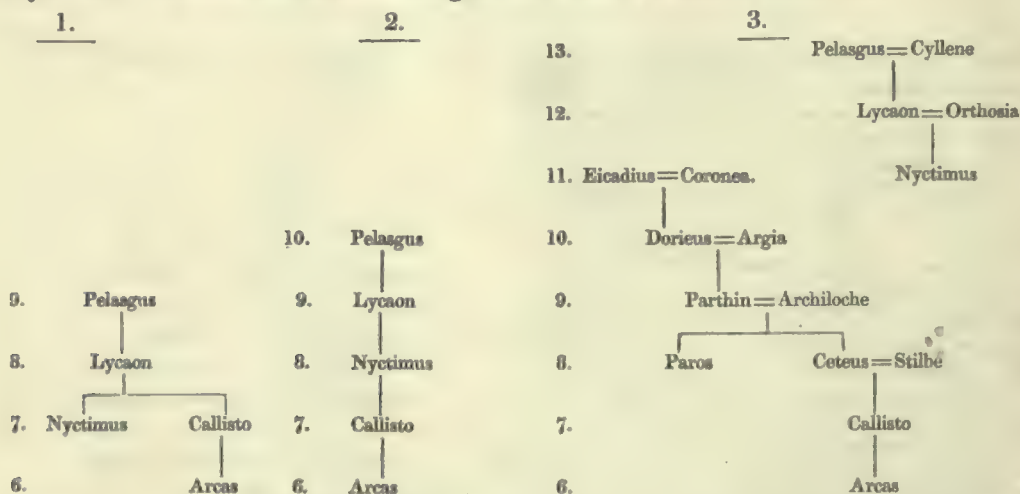 1. 2. 3.
13. Pelasgus=Cyllene
12. Lycaon=Orthosia
11. Eicadius=Coronea. Nyctimus
10. Pelasgus 10. Dorieus=Argia
9. Pelasgus 9. Lycaon 9. Parthin=Archiloche
8. Lycaon 8. Nyctimus 8. Paros Ceteus=Stilbé
7. Nyctimus Callisto 7. Callisto 7. Callisto
6. Arcas 6. Arcas 6. Arcas